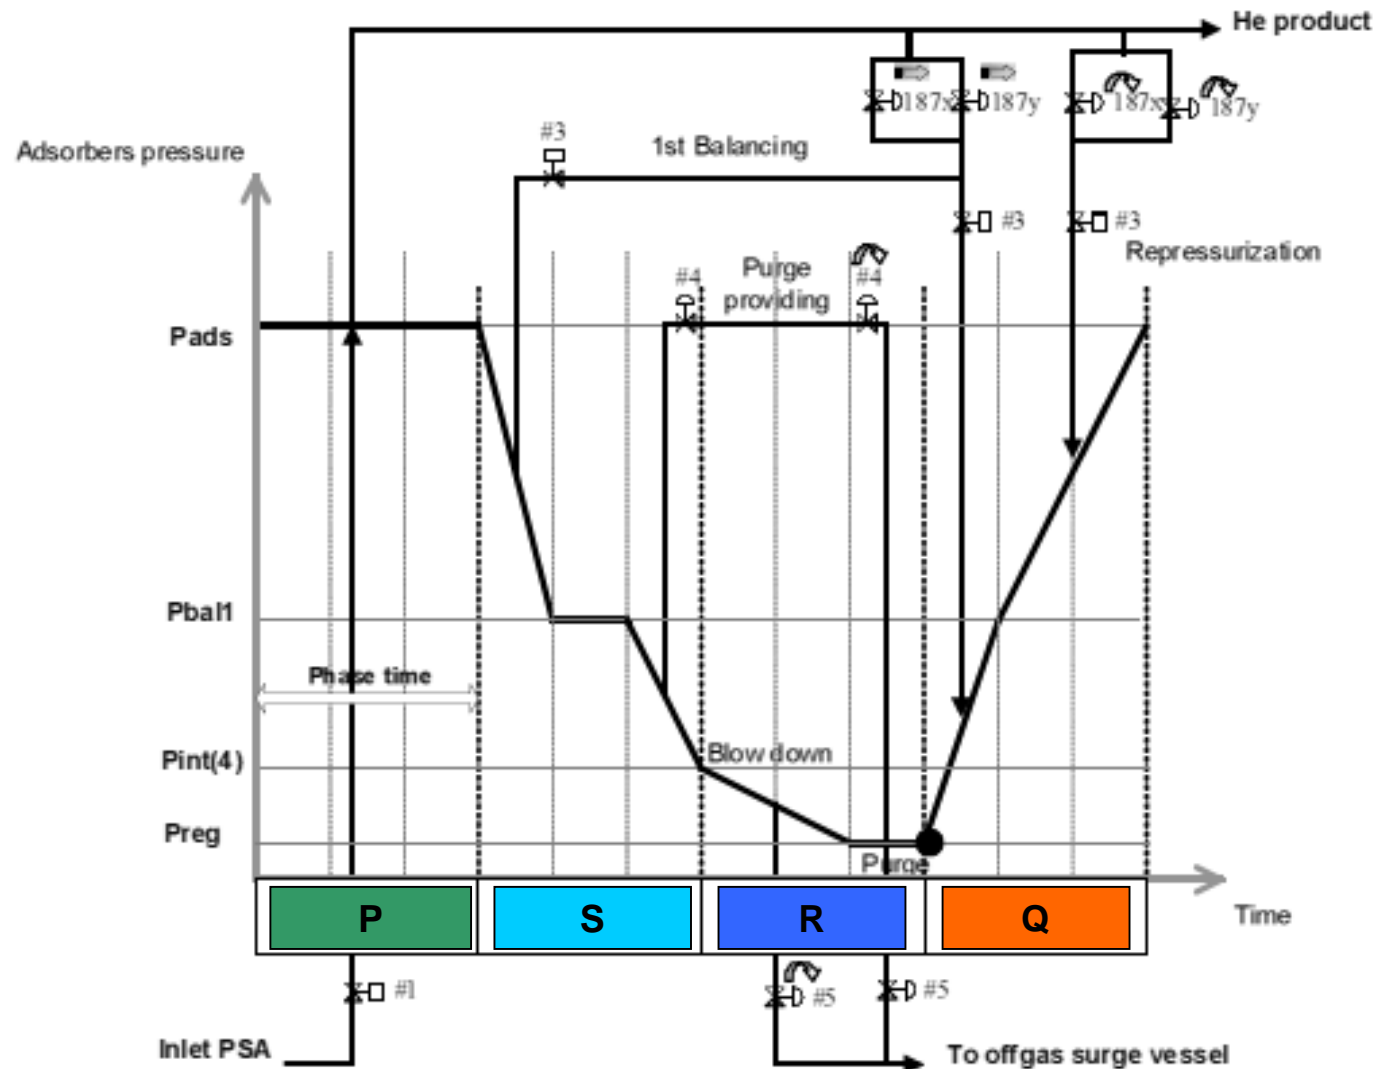 He product
187x
187y
187x
187y
#3
1st Balancing
Adsorbers pressure
#3
#3
Repressurization
Purge
providing
#4
#4
Pads
Pbal1
Phase time
Pint(4)
Blow down
Preg
Purge
P
S
R
Q
Time
#1
#5
#5
Inlet PSA
To offgas surge vessel